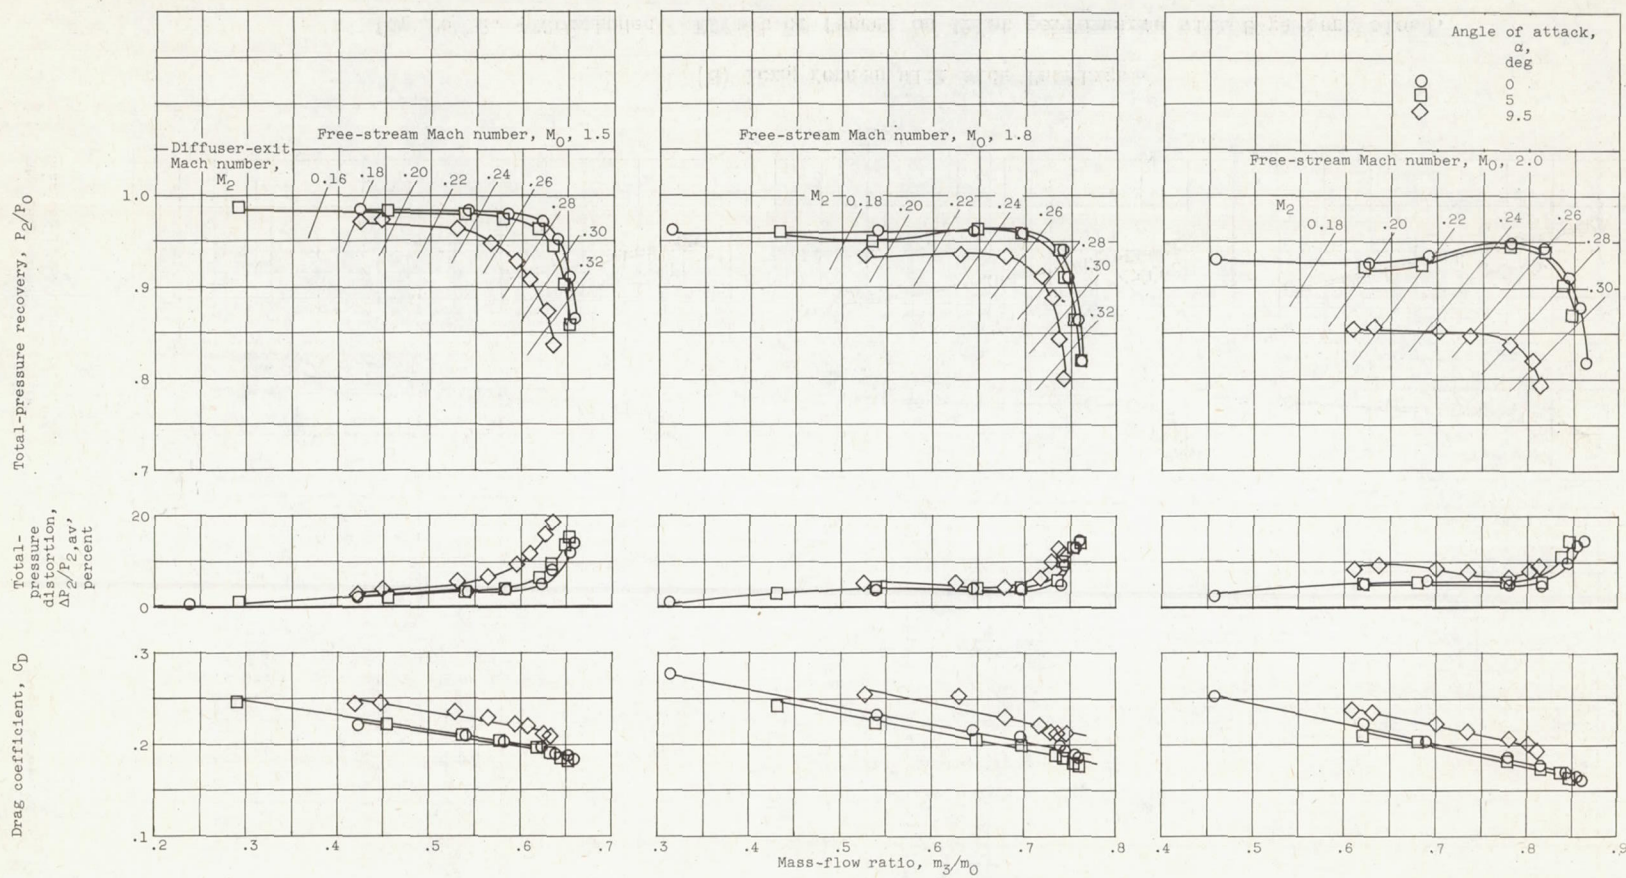 Angle of attack,
α,
deg
0
5
9.5
Free-stream Mach number, M0, 1.5
Diffuser-exit
Mach number,
M2
0.16 .18 .20 .22 .24 .26 .28 .30 .32
Free-stream Mach number, M0, 1.8
M2 0.18 .20 .22 .24 .26 .28 .30 .32
Free-stream Mach number, M0, 2.0
M2 0.18 .20 .22 .24 .26 .28 .30
Total-pressure recovery, P2/P0
1.0
.9
.8
.7
Total-
pressure
distortion,
ΔP2/P2,av,
percent
20
10
0
Drag coefficient, CD
.3
.2
.1
.2 .3 .4 .5 .6 .7
.3 .4 .5 .6 .7 .8
.4 .5 .6 .7 .8 .9
Mass-flow ratio, m3/m0